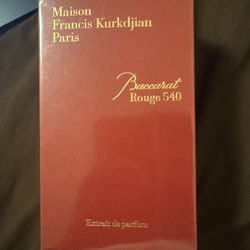 Maison
Francis Kurkdjian
Paris
Baccarat
Rouge 540
Extrait de parfum